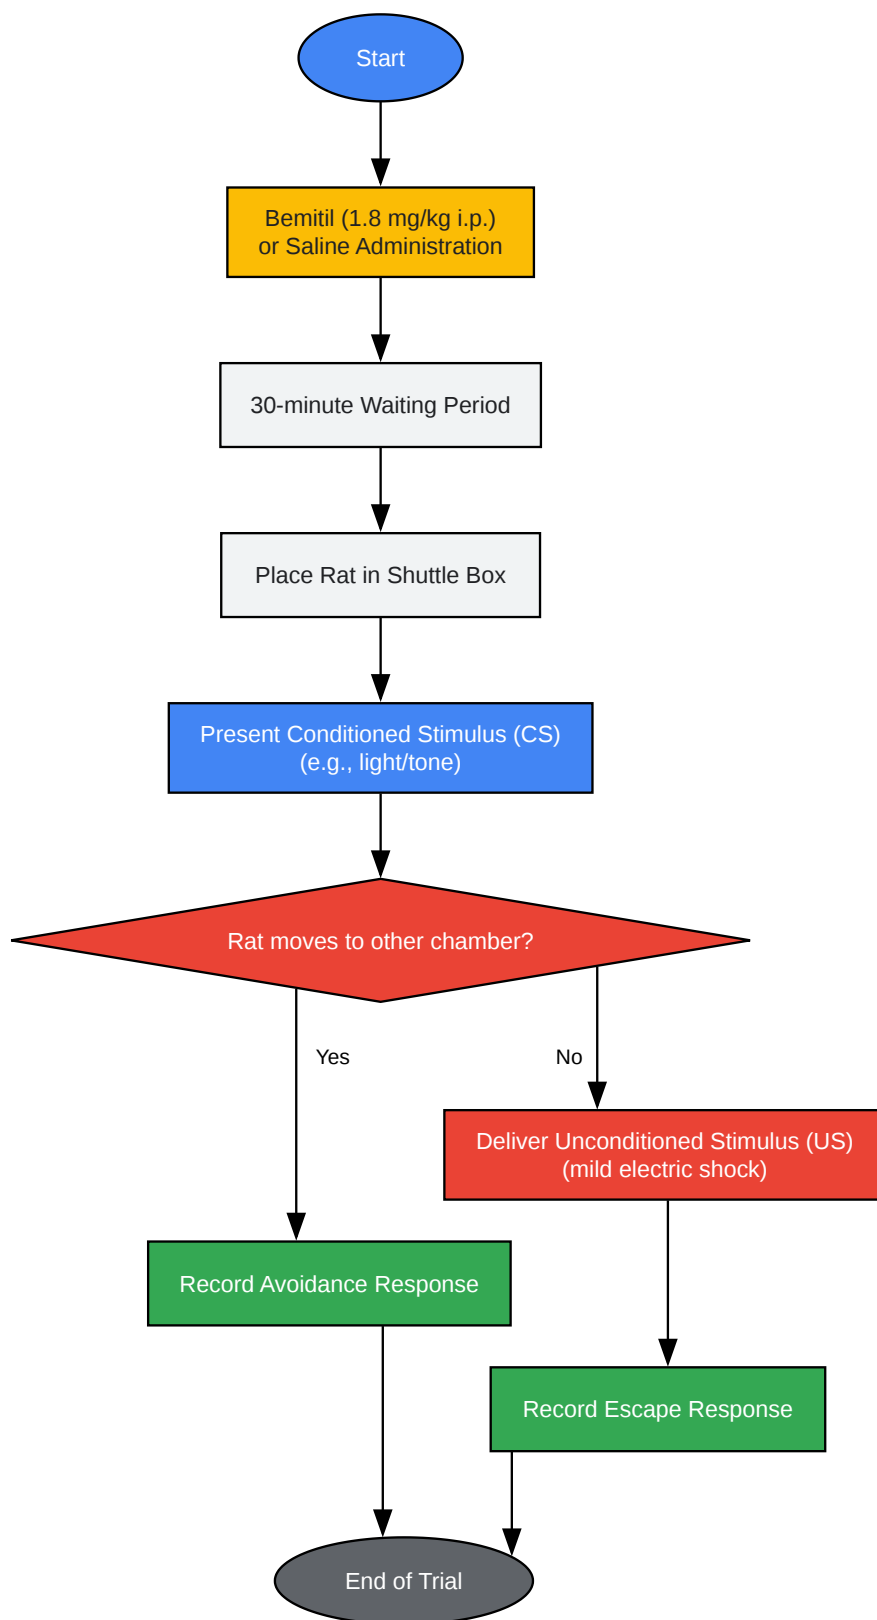 Start
Bemitil (1.8 mg/kg i.p.)
or Saline Administration
30-minute Waiting Period
Place Rat in Shuttle Box
Present Conditioned Stimulus (CS)
(e.g., light/tone)
Rat moves to other chamber?
Yes
No
Deliver Unconditioned Stimulus (US)
(mild electric shock)
Record Avoidance Response
Record Escape Response
End of Trial